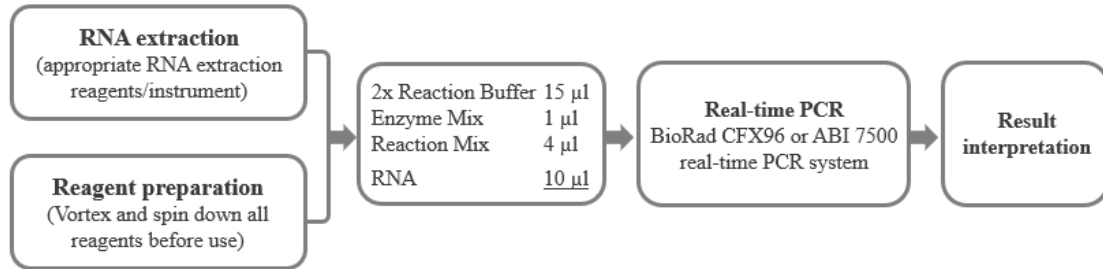 RNA extraction
(appropriate RNA extraction
reagents/instrument)
Reagent preparation
(Vortex and spin down all
reagents before use)
2x Reaction Buffer 15 μl
Enzyme Mix 1 μl
Reaction Mix 4 μl
RNA 10 μl
Real-time PCR
BioRad CFX96 or ABI 7500
real-time PCR system
Result
interpretation